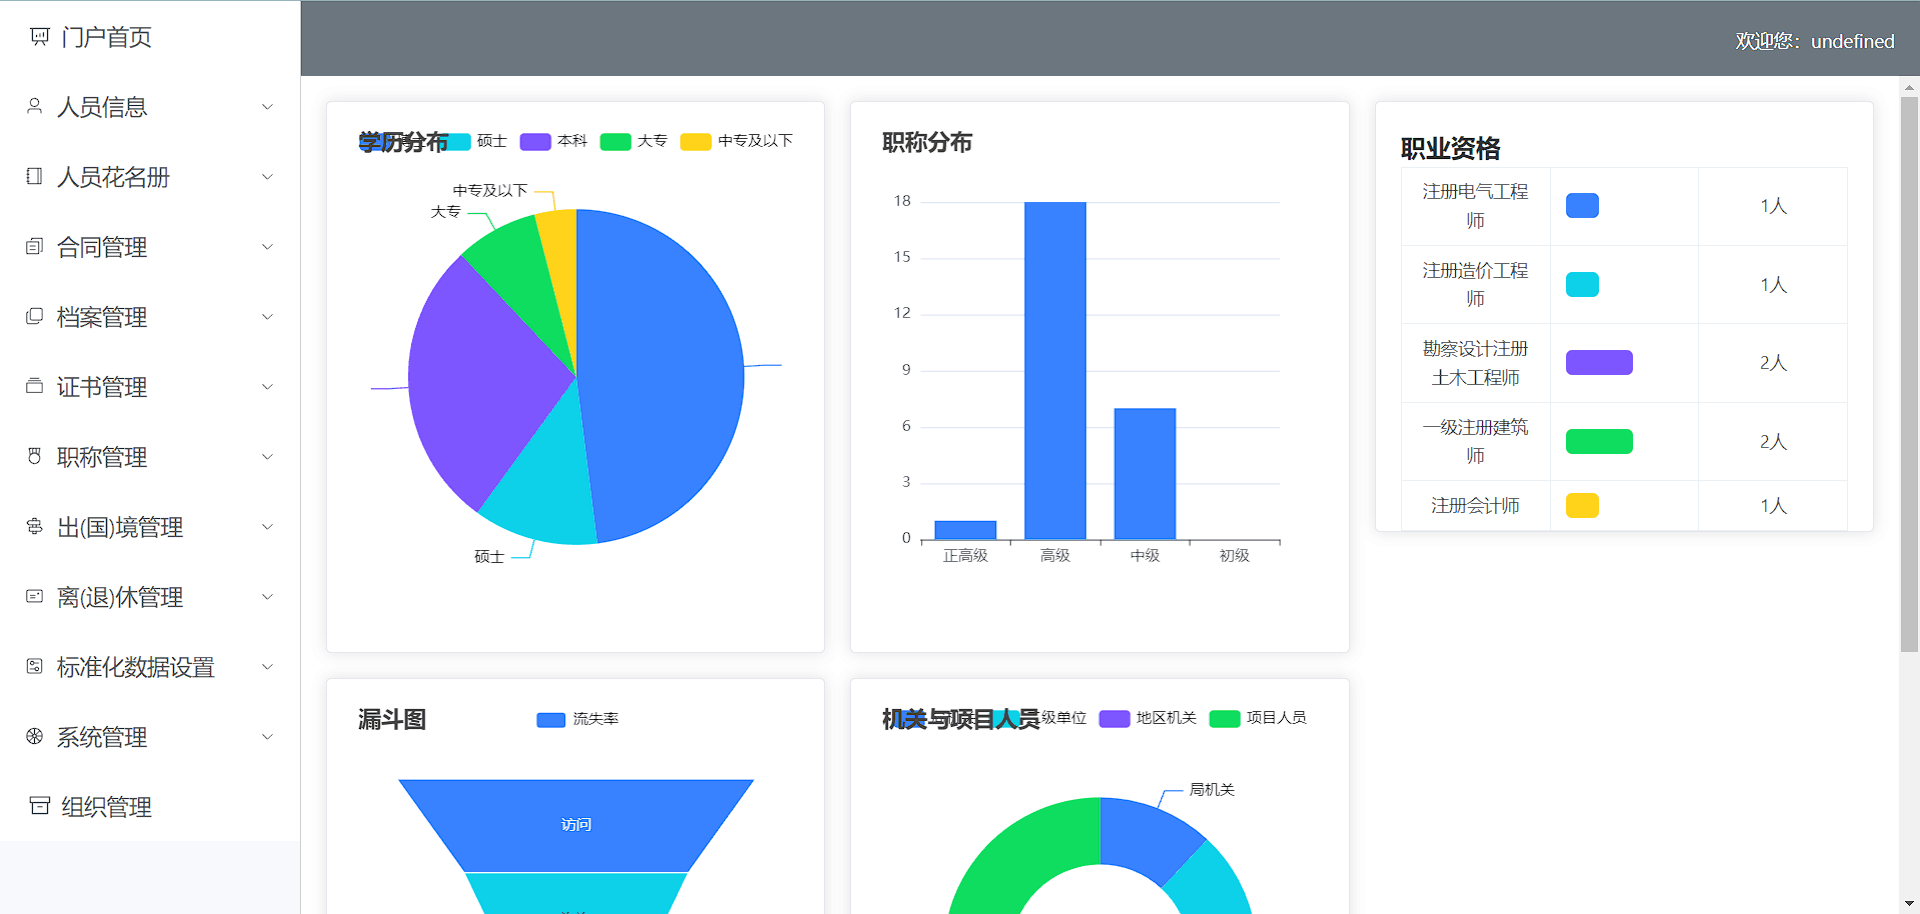 门户首页
人员信息
人员花名册
合同管理
档案管理
证书管理
职称管理
出(国)境管理
离(退)休管理
标准化数据设置
系统管理
组织管理
欢迎您：undefined
学历分布
硕士
本科
大专
中专及以下
中专及以下
大专
硕士
职称分布
18
15
12
9
6
3
0
正高级
高级
中级
初级
职业资格
注册电气工程
师
1人
注册造价工程
师
1人
勘察设计注册
土木工程师
2人
一级注册建筑
师
2人
注册会计师
1人
漏斗图
流失率
访问
机关与项目人员
级单位
地区机关
项目人员
局机关